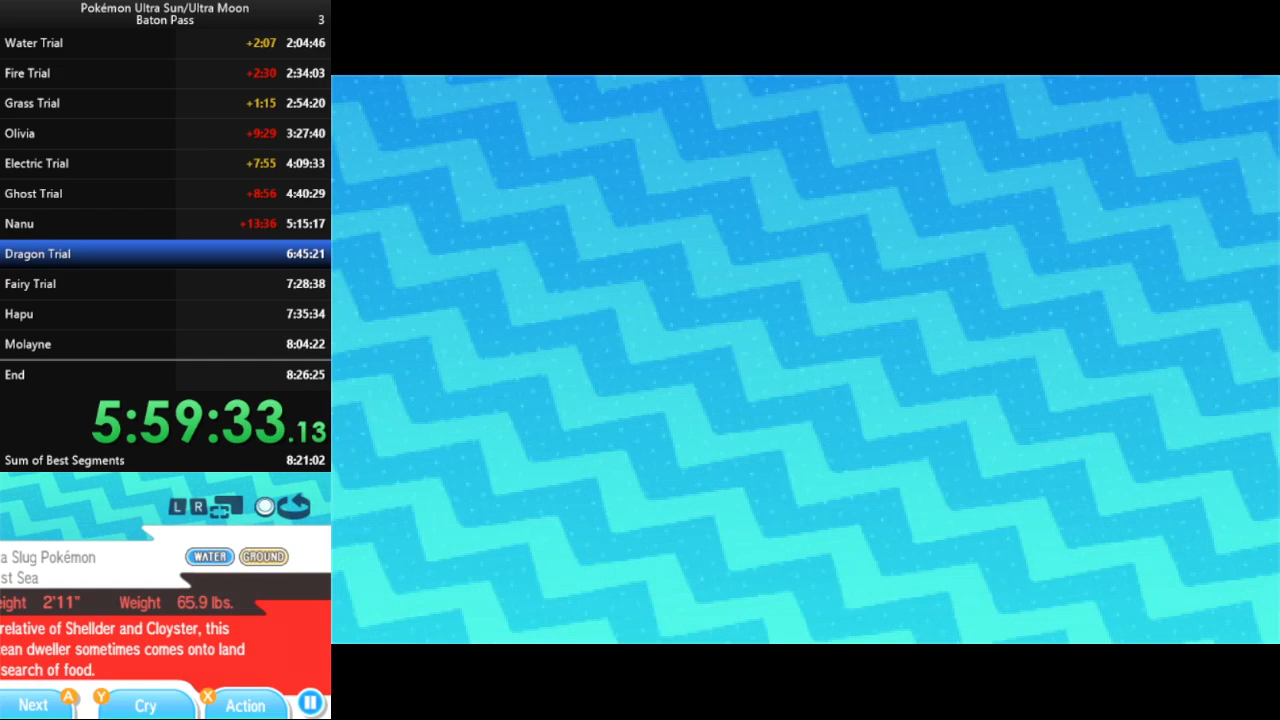 Pokémon Ultra Sun/Ultra Moon
Baton Pass 3
Water Trial +2:07 2:04:46
Fire Trial +2:30 2:34:03
Grass Trial +1:15 2:54:20
Olivia +9:29 3:27:40
Electric Trial +7:55 4:09:33
Ghost Trial +8:56 4:40:29
Nanu +13:36 5:15:17
Dragon Trial 6:45:21
Fairy Trial 7:28:38
Hapu 7:35:34
Molayne 8:04:22
End 8:26:25
5:59:33.13
Sum of Best Segments 8:21:02
L R
a Slug Pokémon WATER GROUND
st Sea
eight 2'11" Weight 65.9 lbs.
relative of Shellder and Cloyster, this
ean dweller sometimes comes onto land
search of food.
Next A Y Cry X Action